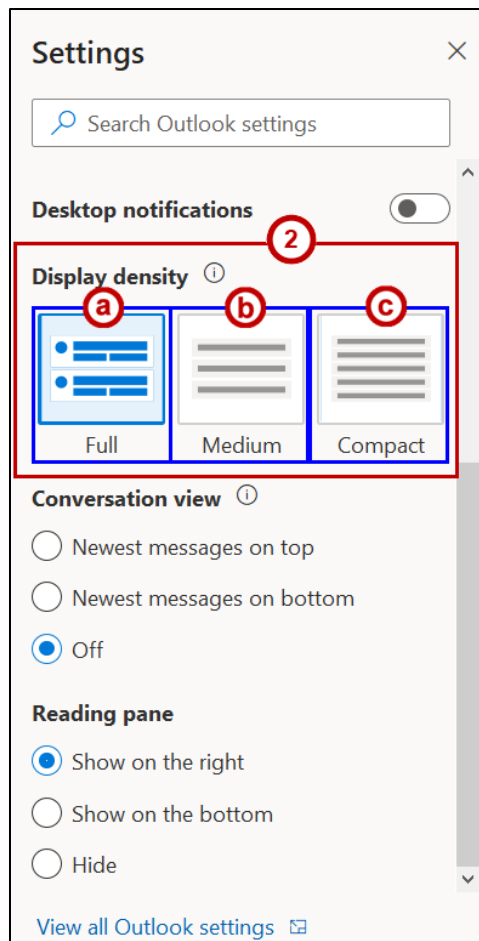 Settings
Search Outlook settings
Desktop notifications
2
Display density
a b c
Full Medium Compact
Conversation view
Newest messages on top
Newest messages on bottom
Off
Reading pane
Show on the right
Show on the bottom
Hide
View all Outlook settings